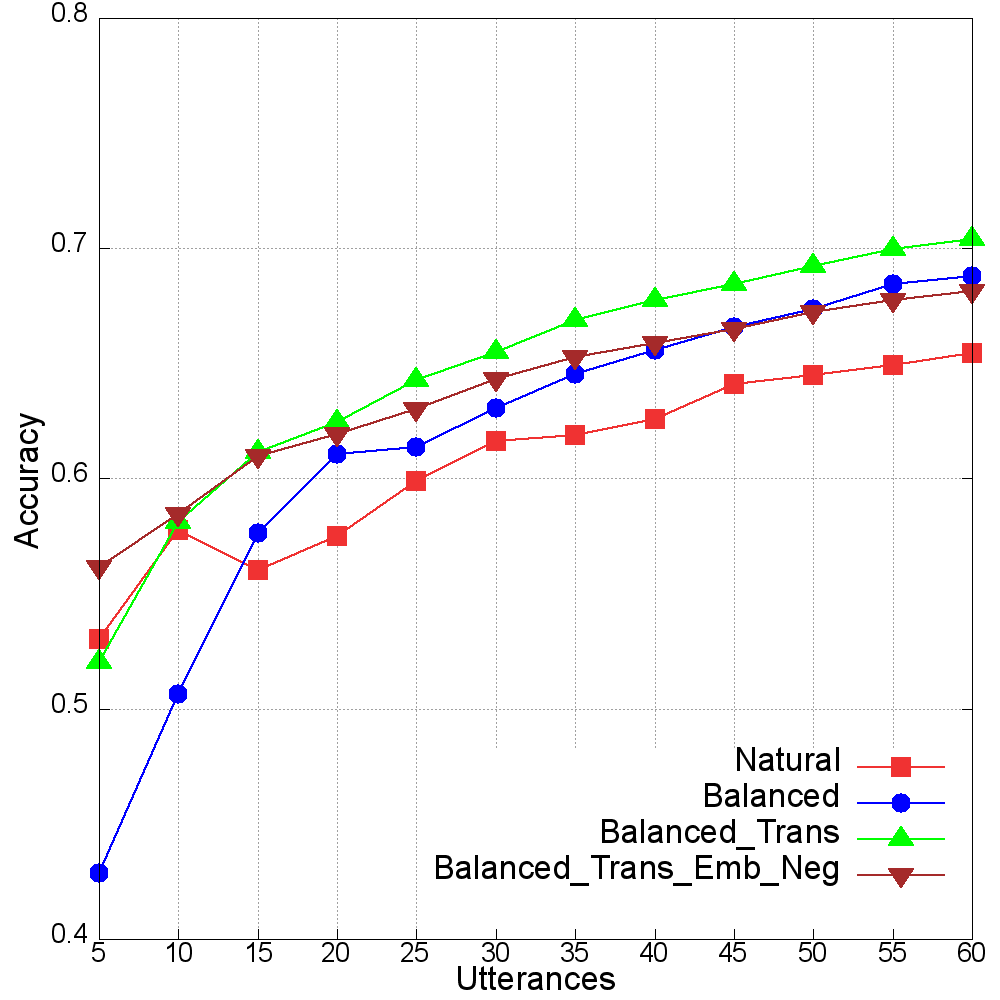 0.8
0.7
0.6
0.5
0.4
Accuracy
5 10 15 20 25 30 35 40 45 50 55 60
Utterances
Natural
Balanced
Balanced_Trans
Balanced_Trans_Emb_Neg